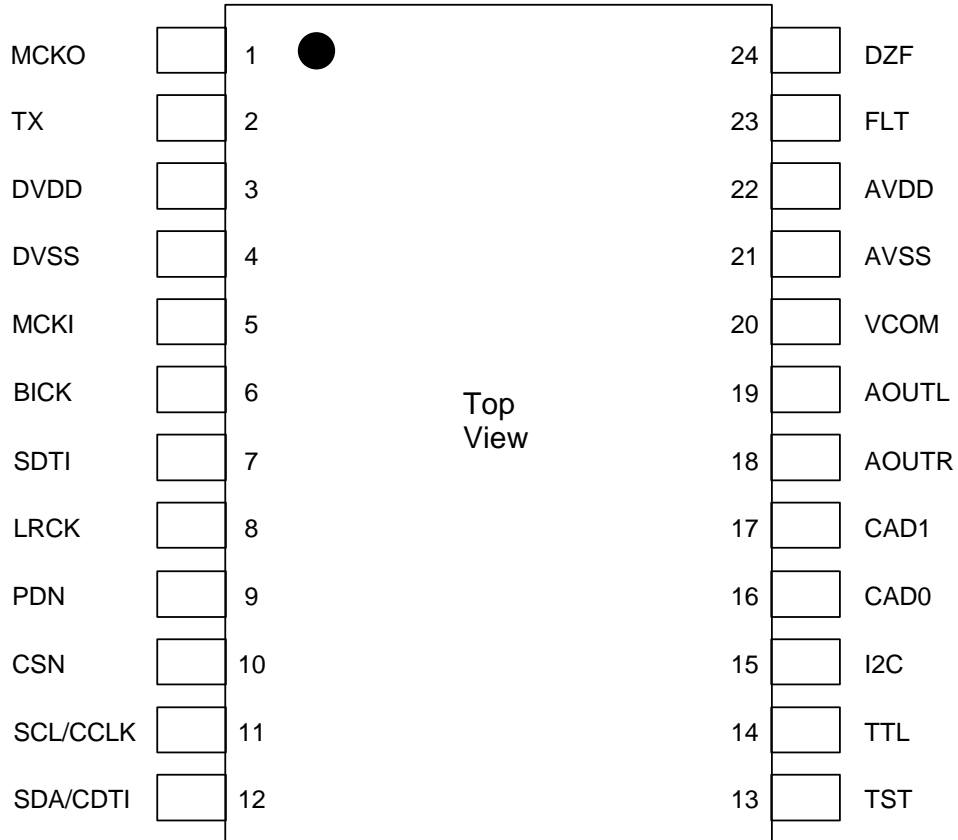 MCKO 1 24 DZF
TX 2 23 FLT
DVDD 3 22 AVDD
DVSS 4 21 AVSS
MCKI 5 20 VCOM
BICK 6 19 AOUTL
Top
View
SDTI 7 18 AOUTR
LRCK 8 17 CAD1
PDN 9 16 CAD0
CSN 10 15 I2C
SCL/CCLK 11 14 TTL
SDA/CDTI 12 13 TST